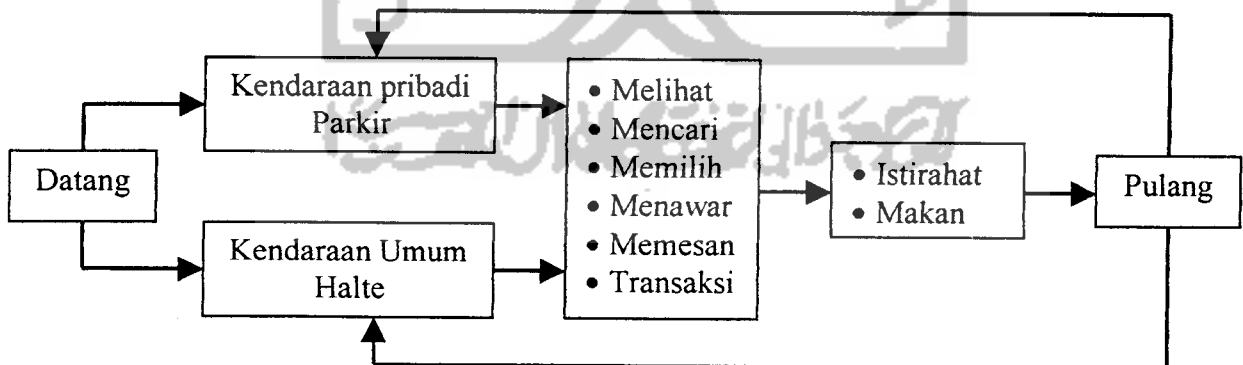 Datang
Kendaraan pribadi
Parkir
Kendaraan Umum
Halte
• Melihat
• Mencari
• Memilih
• Menawar
• Memesan
• Transaksi
• Istirahat
• Makan
Pulang